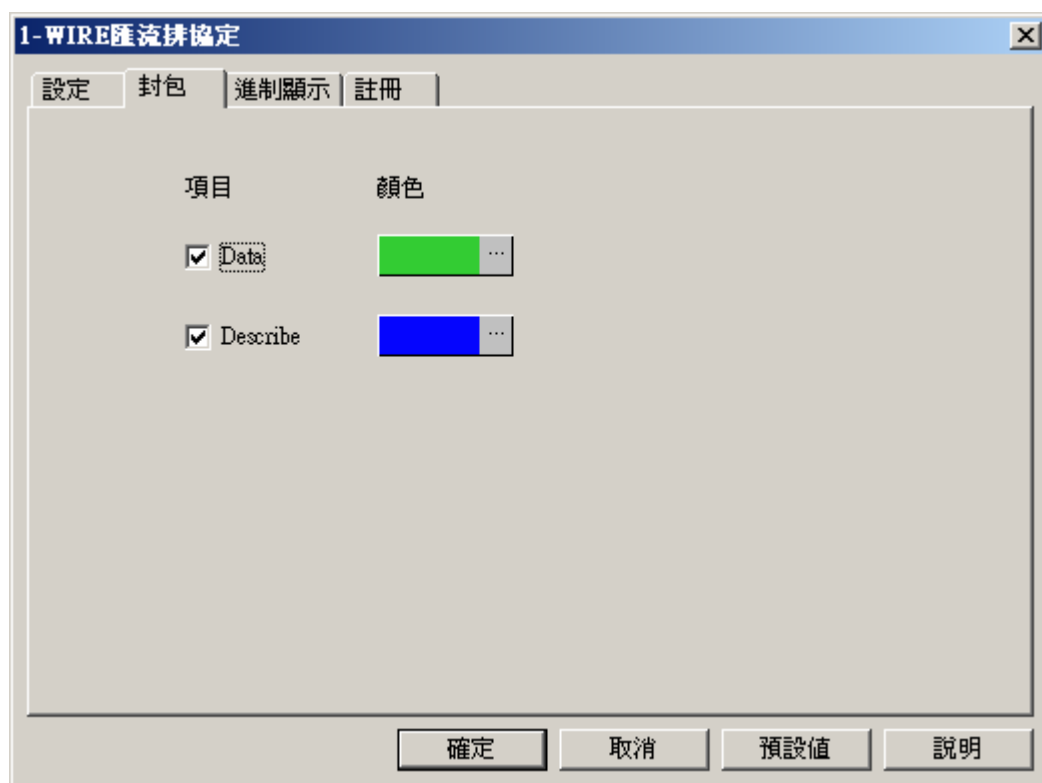 1-WIRE匯流排協定
設定 封包 進制顯示 註冊
項目 顏色
Data ...
Describe ...
確定 取消 預設值 說明